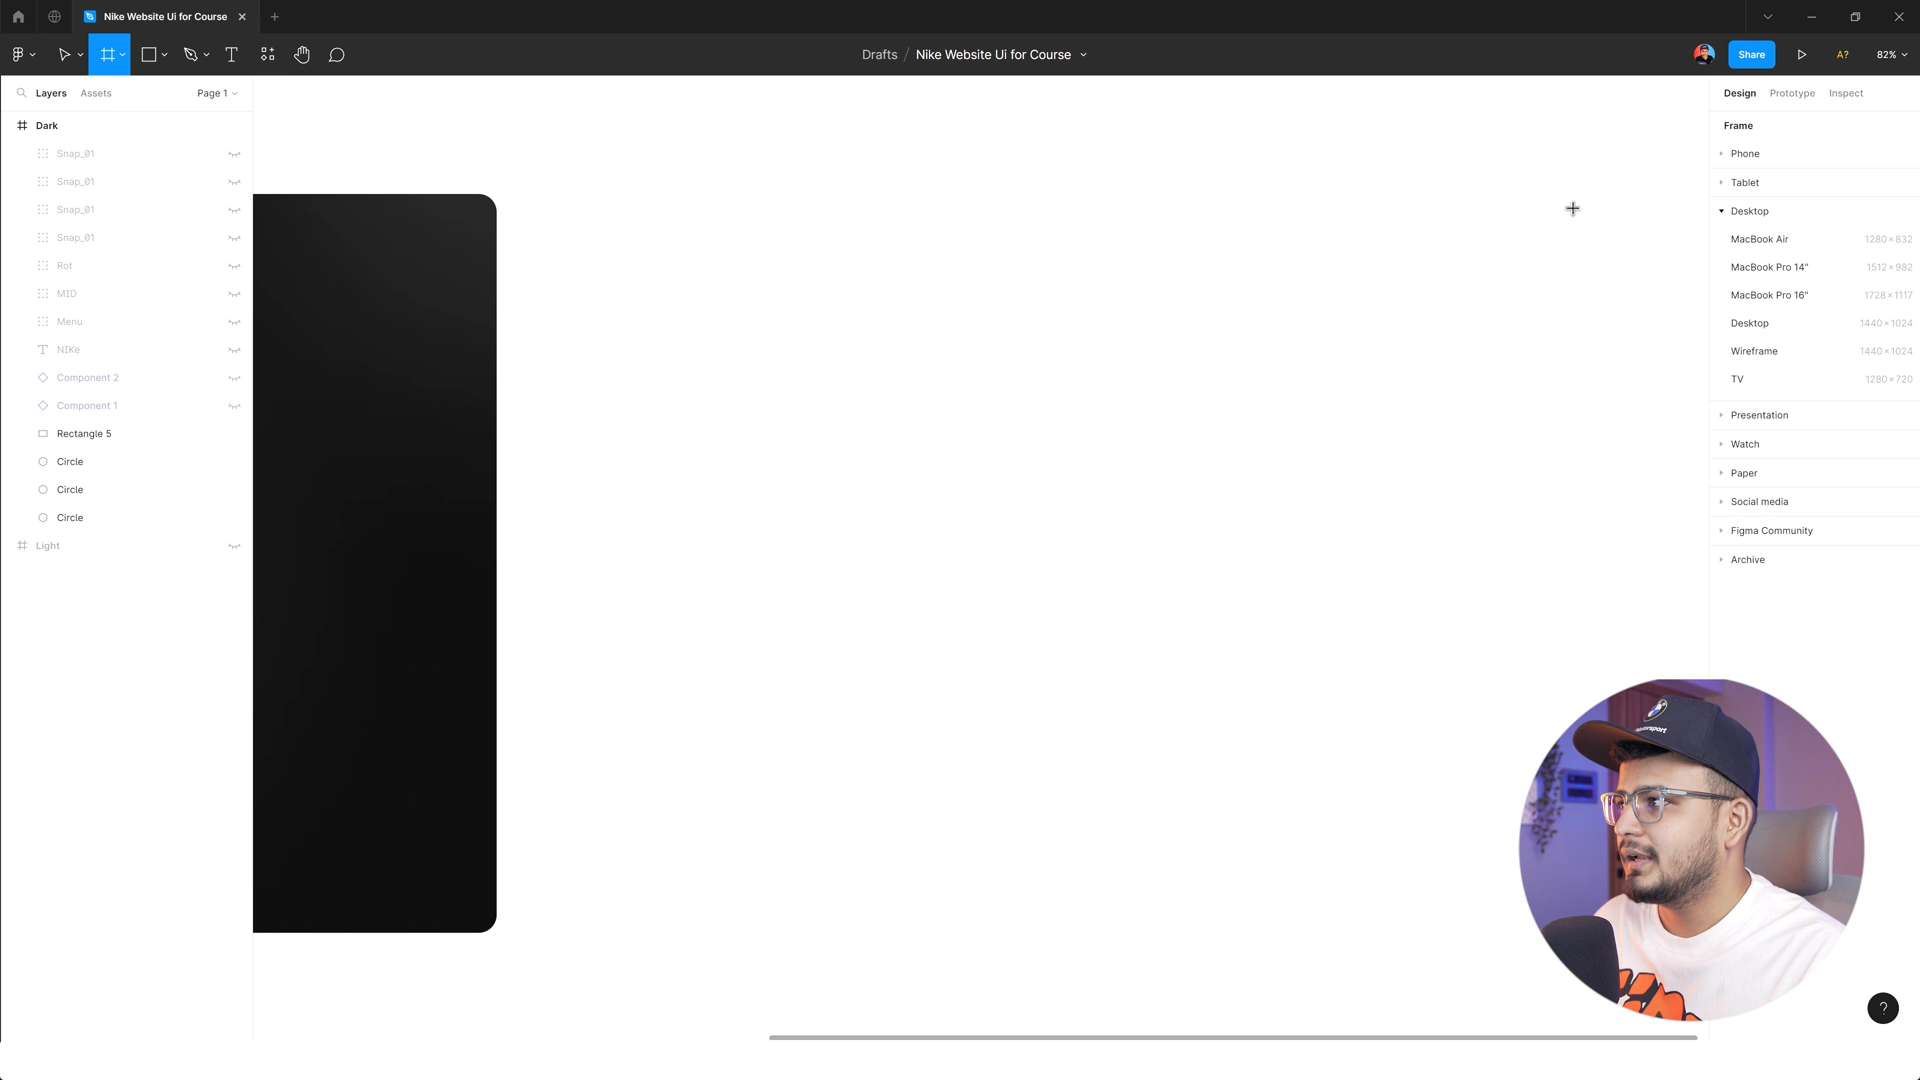 Nike Website Ui for Course
Drafts / Nike Website Ui for Course
Share
A?
82%
Layers
Assets
Page 1
Dark
Snap_01
Snap_01
Snap_01
Snap_01
Rot
MID
Menu
NIKe
Component 2
Component 1
Rectangle 5
Circle
Circle
Circle
Light
Design
Prototype
Inspect
Frame
Phone
Tablet
Desktop
MacBook Air 1280×832
MacBook Pro 14" 1512×982
MacBook Pro 16" 1728×1117
Desktop 1440×1024
Wireframe 1440×1024
TV 1280×720
Presentation
Watch
Paper
Social media
Figma Community
Archive
?